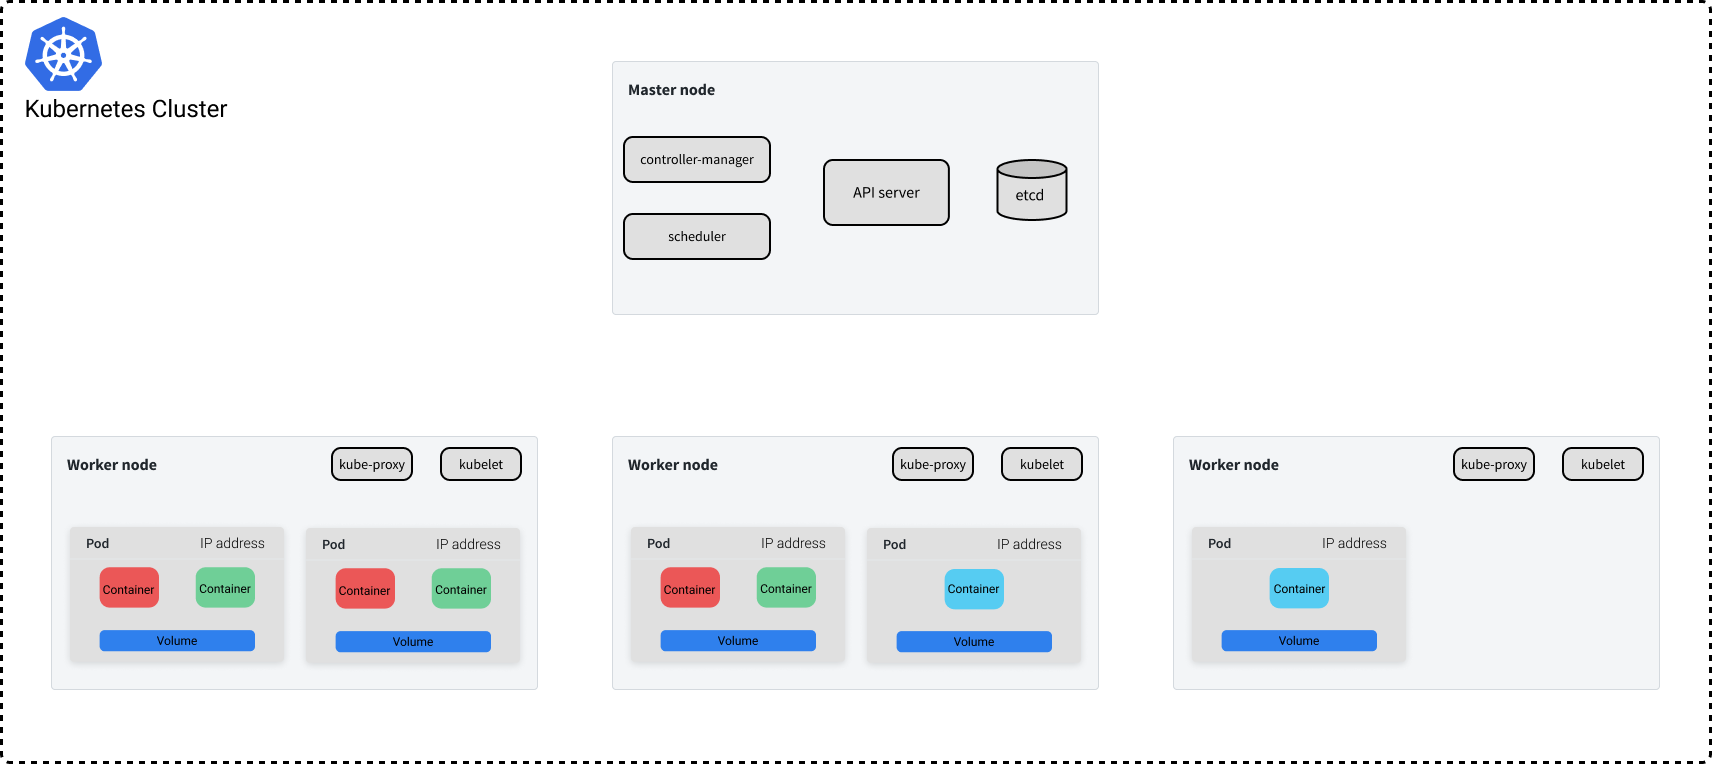 Kubernetes Cluster
Master node
controller-manager
scheduler
API server
etcd
Worker node
kube-proxy
kubelet
Pod
IP address
Container
Container
Volume
Pod
IP address
Container
Container
Volume
Worker node
kube-proxy
kubelet
Pod
IP address
Container
Container
Volume
Pod
IP address
Container
Volume
Worker node
kube-proxy
kubelet
Pod
IP address
Container
Volume